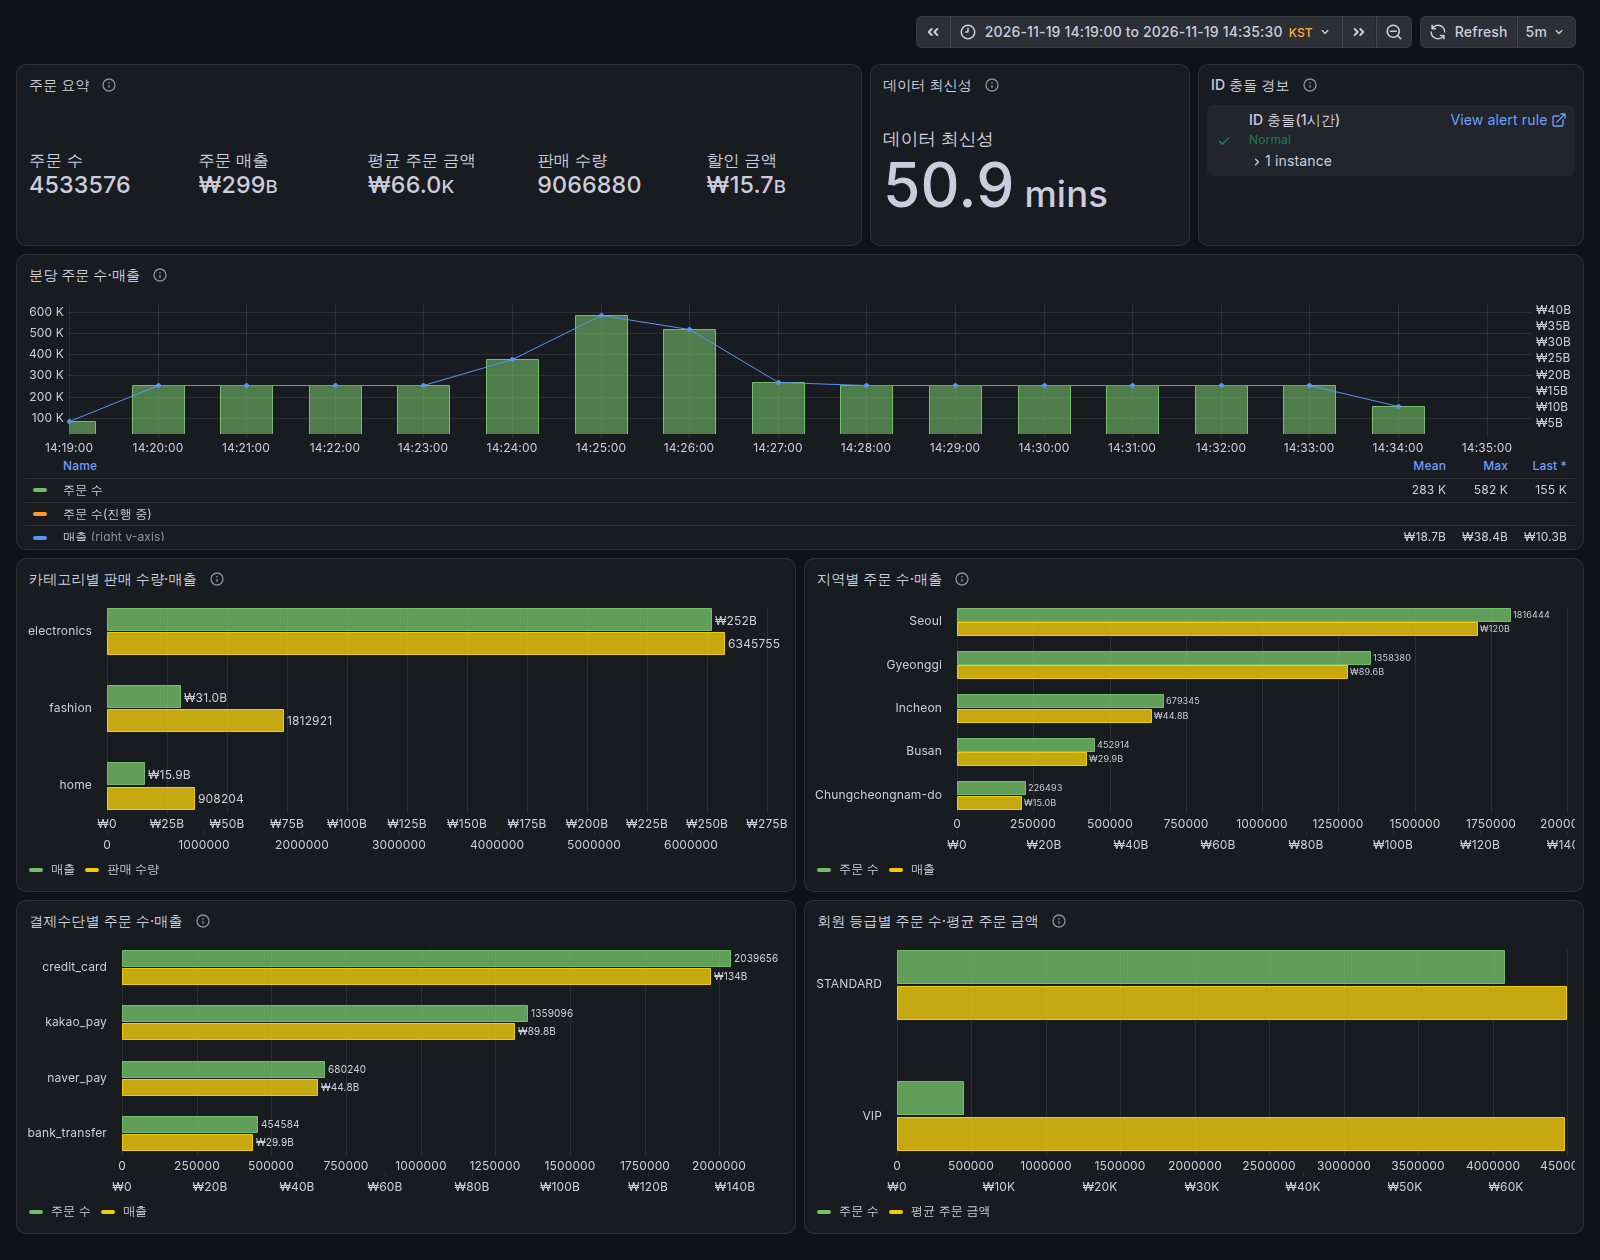 2026-11-19 14:19:00 to 2026-11-19 14:35:30 KST
Refresh
5m
주문 요약
주문 수
4533576
주문 매출
₩299B
평균 주문 금액
₩66.0K
판매 수량
9066880
할인 금액
₩15.7B
데이터 최신성
데이터 최신성
50.9 mins
ID 충돌 경보
ID 충돌(1시간)
View alert rule
Normal
1 instance
분당 주문 수·매출
600 K
500 K
400 K
300 K
200 K
100 K
₩40B
₩35B
₩30B
₩25B
₩20B
₩15B
₩10B
₩5B
14:19:00 14:20:00 14:21:00 14:22:00 14:23:00 14:24:00 14:25:00 14:26:00 14:27:00 14:28:00 14:29:00 14:30:00 14:31:00 14:32:00 14:33:00 14:34:00 14:35:00
Name Mean Max Last *
주문 수 283 K 582 K 155 K
주문 수(진행 중)
매출 (right y-axis) ₩18.7B ₩38.4B ₩10.3B
카테고리별 판매 수량·매출
electronics
₩252B
6345755
fashion
₩31.0B
1812921
home
₩15.9B
908204
₩0 ₩25B ₩50B ₩75B ₩100B ₩125B ₩150B ₩175B ₩200B ₩225B ₩250B ₩275B
0 1000000 2000000 3000000 4000000 5000000 6000000
매출 판매 수량
지역별 주문 수·매출
Seoul
1816444
₩120B
Gyeonggi
1358380
₩89.6B
Incheon
679345
₩44.8B
Busan
452914
₩29.9B
Chungcheongnam-do
226493
₩15.0B
0 250000 500000 750000 1000000 1250000 1500000 1750000 20000
₩0 ₩20B ₩40B ₩60B ₩80B ₩100B ₩120B ₩140
주문 수 매출
결제수단별 주문 수·매출
credit_card
2039656
₩134B
kakao_pay
1359096
₩89.8B
naver_pay
680240
₩44.8B
bank_transfer
454584
₩29.9B
0 250000 500000 750000 1000000 1250000 1500000 1750000 2000000
₩0 ₩20B ₩40B ₩60B ₩80B ₩100B ₩120B ₩140B
주문 수 매출
회원 등급별 주문 수·평균 주문 금액
STANDARD
VIP
0 500000 1000000 1500000 2000000 2500000 3000000 3500000 4000000 45000
₩0 ₩10K ₩20K ₩30K ₩40K ₩50K ₩60K
주문 수 평균 주문 금액